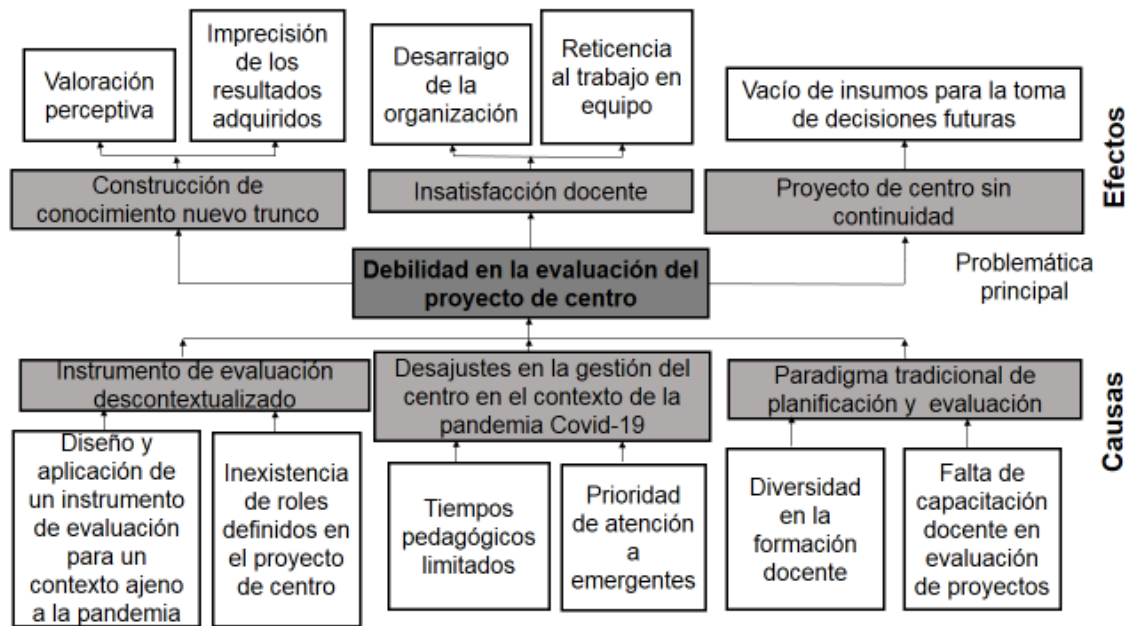 Valoración
perceptiva
Imprecisión
de los
resultados
adquiridos
Desarraigo
de la
organización
Reticencia
al trabajo en
equipo
Vacío de insumos para la toma
de decisiones futuras
Efectos
Construcción de
conocimiento nuevo trunco
Insatisfacción docente
Proyecto de centro sin
continuidad
Debilidad en la evaluación del
proyecto de centro
Problemática
principal
Instrumento de evaluación
descontextualizado
Desajustes en la gestión del
centro en el contexto de la
pandemia Covid-19
Paradigma tradicional de
planificación y evaluación
Causas
Diseño y
aplicación de
un instrumento
de evaluación
para un
contexto ajeno
a la pandemia
Inexistencia
de roles
definidos en
el proyecto
de centro
Tiempos
pedagógicos
limitados
Prioridad
de atención
a
emergentes
Diversidad
en la
formación
docente
Falta de
capacitación
docente en
evaluación
de proyectos